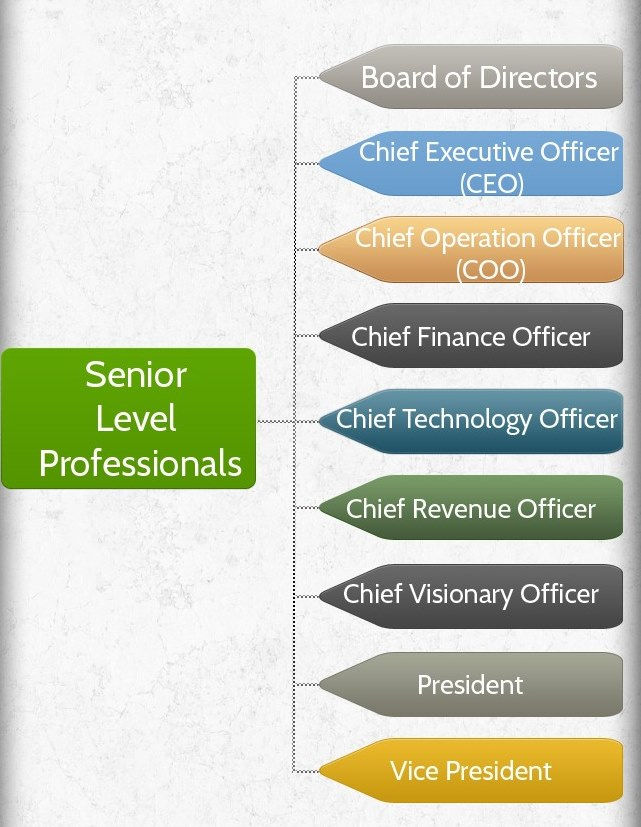 Board of Directors
Chief Executive Officer
(CEO)
Chief Operation Officer
(COO)
Chief Finance Officer
Senior
Level
Professionals
Chief Technology Officer
Chief Revenue Officer
Chief Visionary Officer
President
Vice President